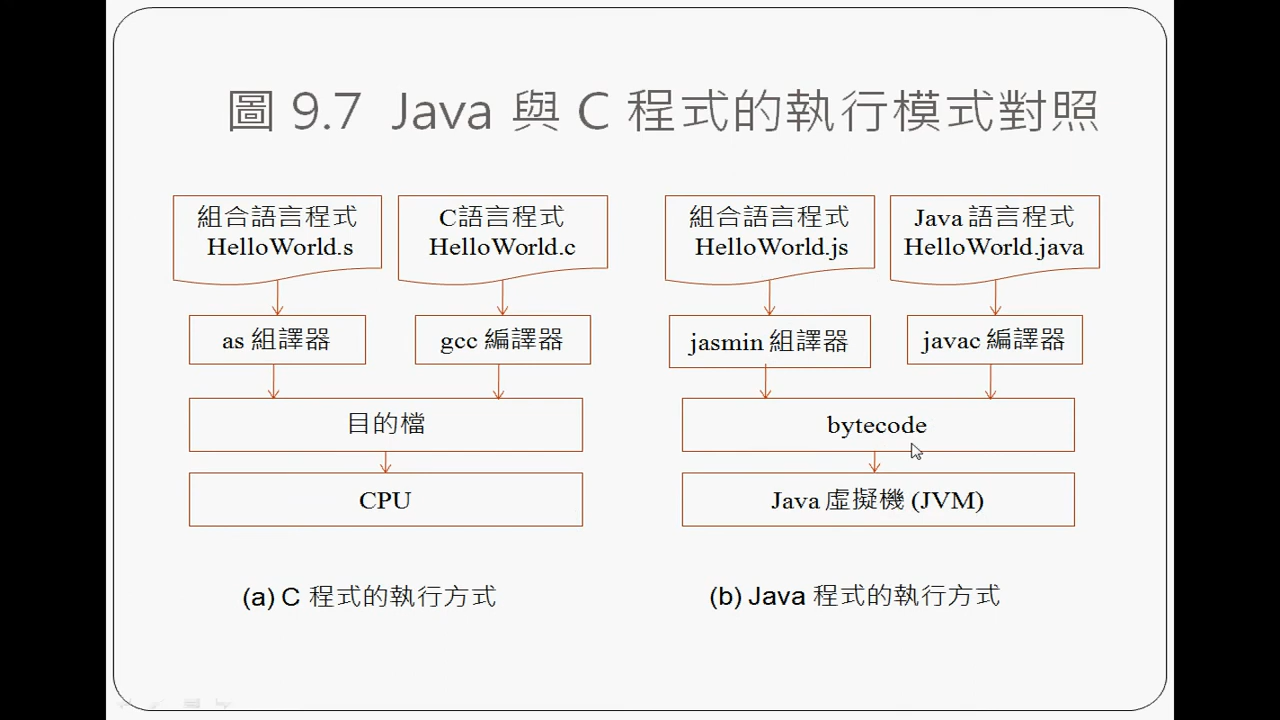 圖 9.7 Java 與 C 程式的執行模式對照
組合語言程式
HelloWorld.s
C語言程式
HelloWorld.c
as 組譯器
gcc 編譯器
目的檔
CPU
(a) C 程式的執行方式
組合語言程式
HelloWorld.js
Java 語言程式
HelloWorld.java
jasmin 組譯器
javac 編譯器
bytecode
Java 虛擬機 (JVM)
(b) Java 程式的執行方式